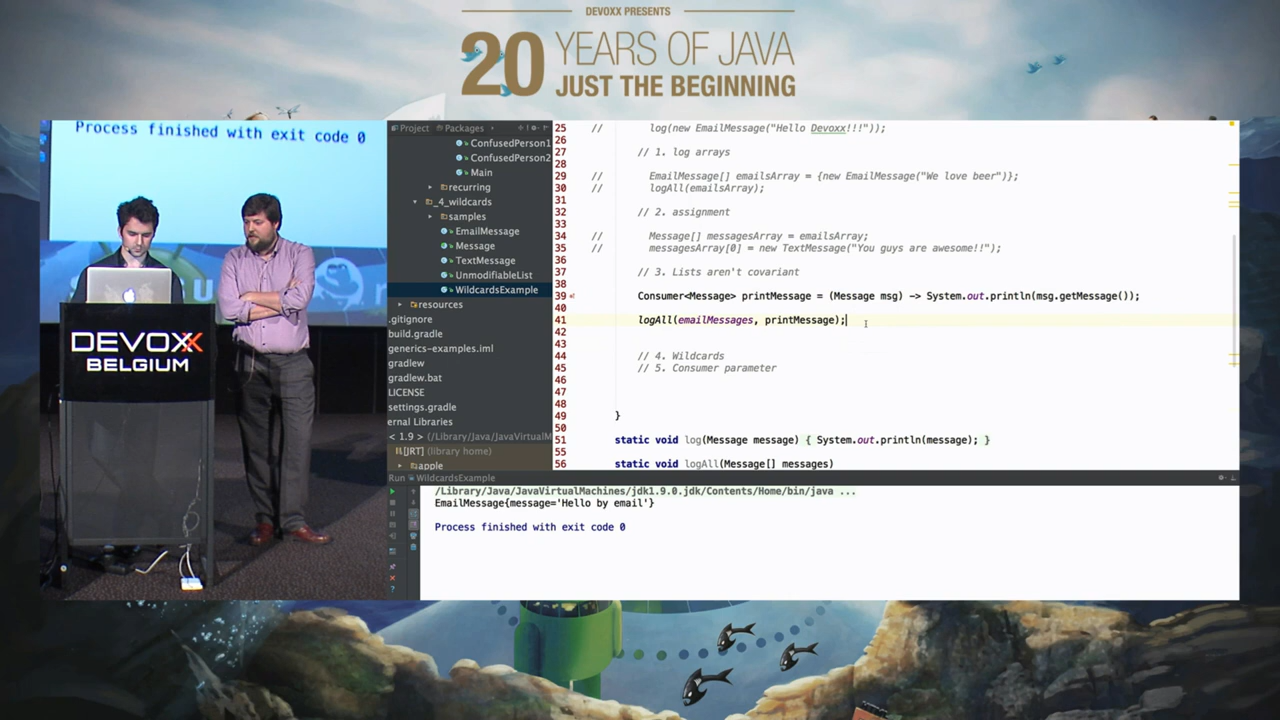 DEVOXX PRESENTS
20 YEARS OF JAVA
JUST THE BEGINNING
Process finished with exit code 0
DEVOXX
BELGIUM
Project Packages
ConfusedPerson1
ConfusedPerson2
Main
recurring
_4_wildcards
samples
EmailMessage
Message
TextMessage
UnmodifiableList
WildcardsExample
resources
.gitignore
build.gradle
generics-examples.iml
gradlew
gradlew.bat
LICENSE
settings.gradle
ernal Libraries
< 1.9 > (/Library/Java/JavaVirtualM
[JRT] (library home)
apple
25 // log(new EmailMessage("Hello Devoxx!!!"));
26
27 // 1. log arrays
28
29 // EmailMessage[] emailsArray = {new EmailMessage("We love beer")};
30 // logAll(emailsArray);
31
32 // 2. assignment
33
34 // Message[] messagesArray = emailsArray;
35 // messagesArray[0] = new TextMessage("You guys are awesome!!");
36
37 // 3. Lists aren't covariant
38
39 Consumer<Message> printMessage = (Message msg) -> System.out.println(msg.getMessage());
40
41 logAll(emailMessages, printMessage);
42
43
44 // 4. Wildcards
45 // 5. Consumer parameter
46
47
48
49 }
50
51 static void log(Message message) { System.out.println(message); }
55
56 static void logAll(Message[] messages)
Run WildcardsExample
/Library/Java/JavaVirtualMachines/jdk1.9.0.jdk/Contents/Home/bin/java ...
EmailMessage{message='Hello by email'}
Process finished with exit code 0